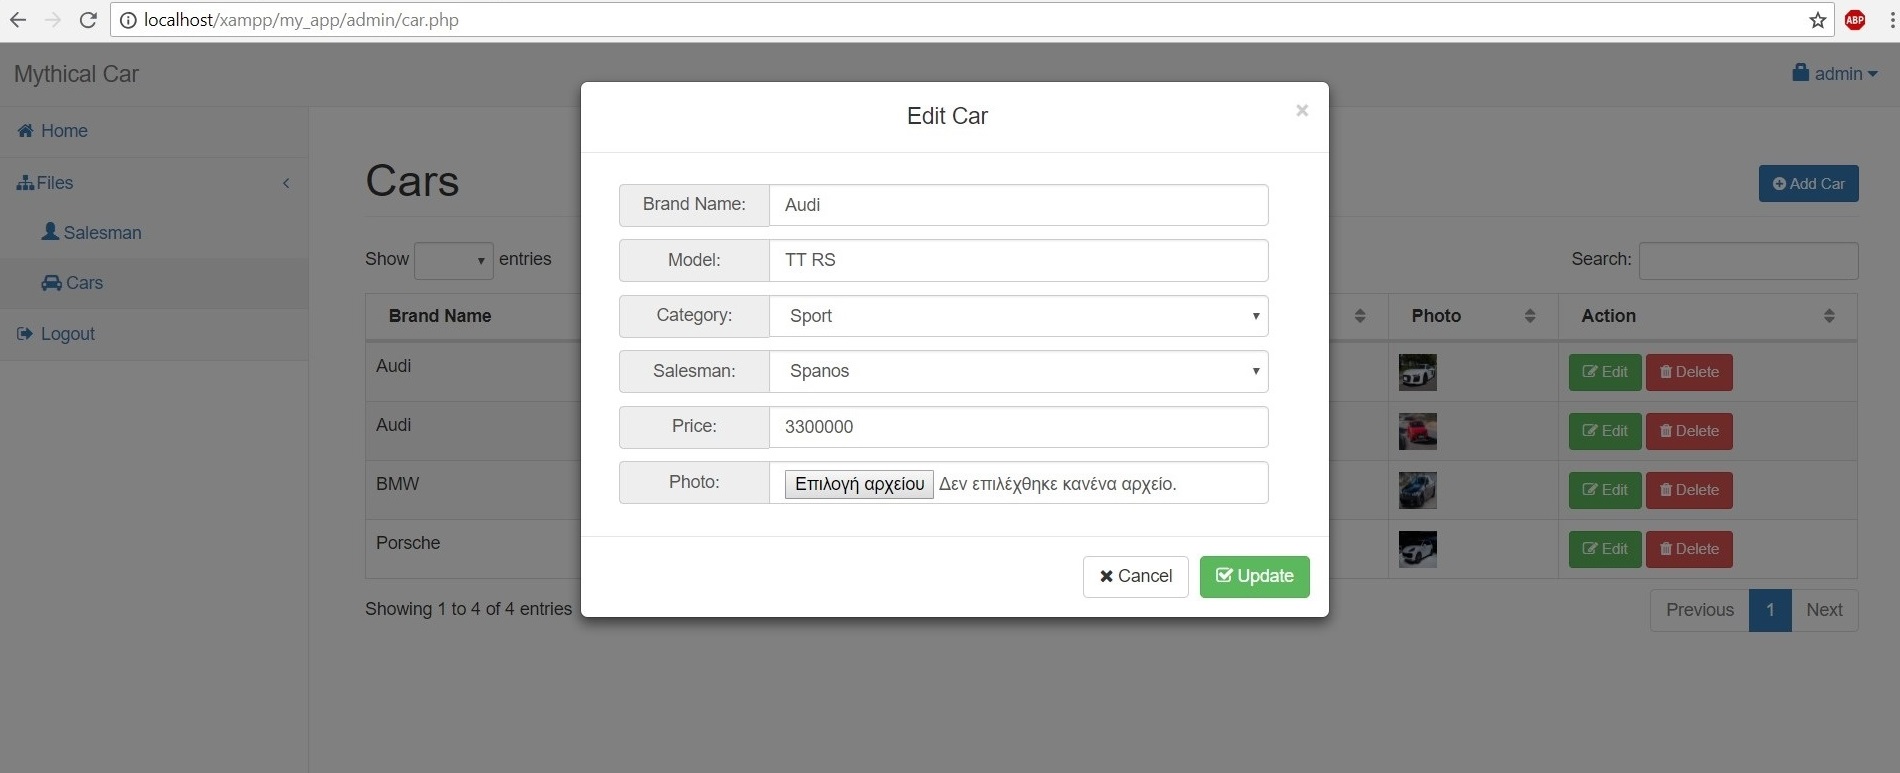 localhost/xampp/my_app/admin/car.php
ABP
Mythical Car
admin
Home
Files
Salesman
Cars
Logout
Cars
Add Car
Show entries
Search:
Brand Name
Photo
Action
Audi
Edit Delete
Audi
Edit Delete
BMW
Edit Delete
Porsche
Edit Delete
Showing 1 to 4 of 4 entries
Previous 1 Next
Edit Car
×
Brand Name: Audi
Model: TT RS
Category: Sport
Salesman: Spanos
Price: 3300000
Photo: Επιλογή αρχείου Δεν επιλέχθηκε κανένα αρχείο.
Cancel
Update